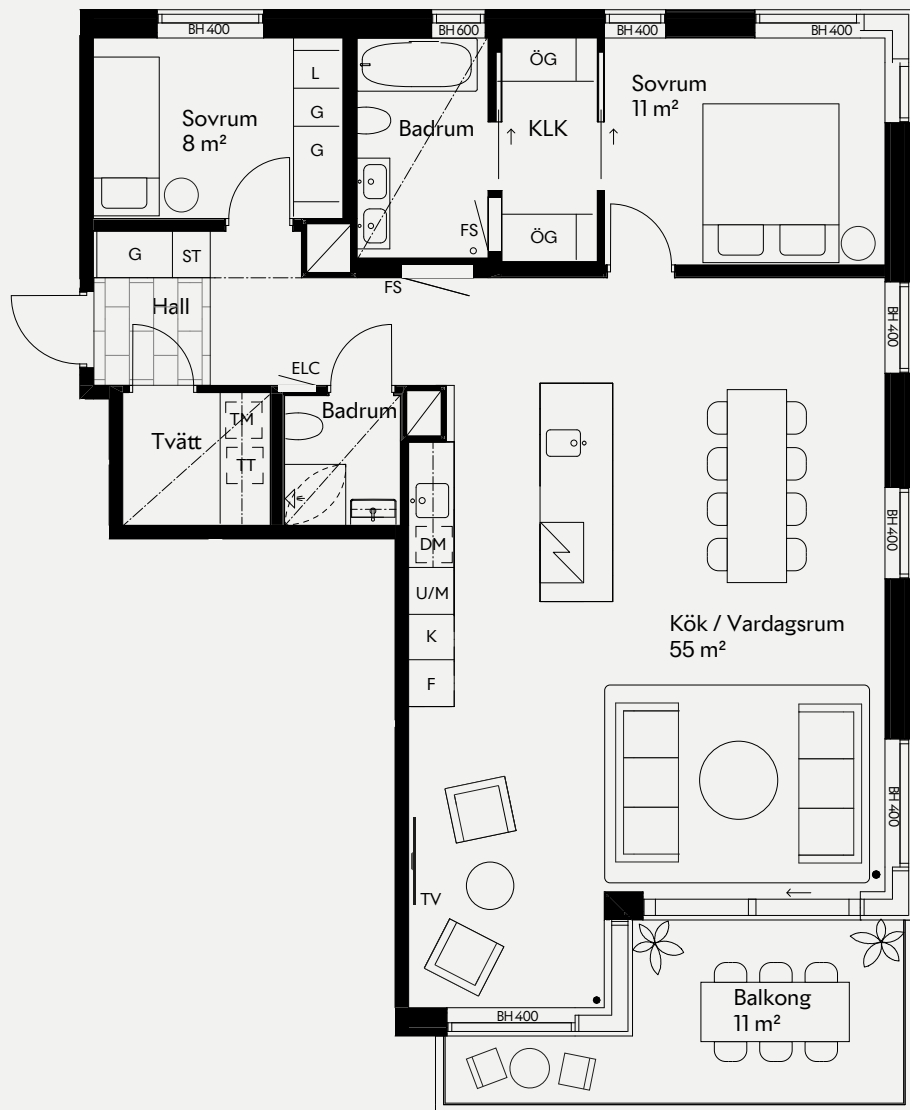 BH 400
BH 600
BH 400
BH 400
L
G
G
Sovrum
8 m²
Badrum
ÖG
KLK
ÖG
Sovrum
11 m²
FS
G
ST
Hall
FS
ELC
BH 400
Tvätt
TM
TT
Badrum
DM
U/M
K
F
BH 400
Kök / Vardagsrum
55 m²
BH 400
TV
BH 400
Balkong
11 m²